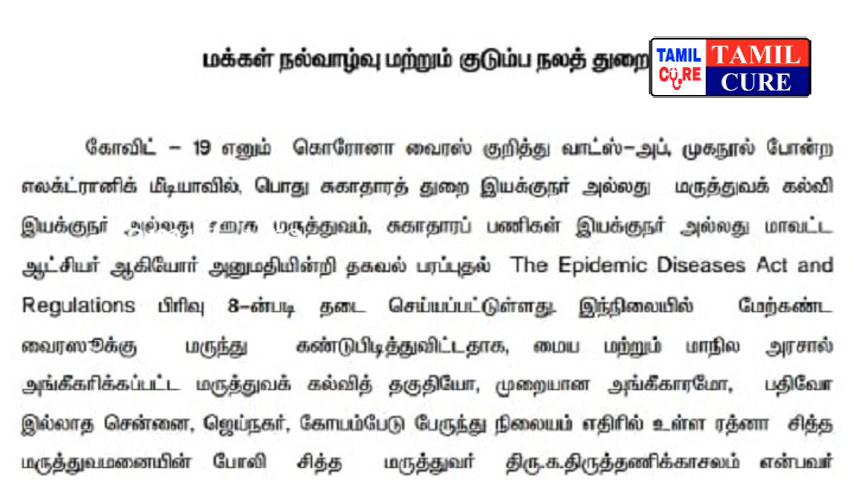 மக்கள் நல்வாழ்வு மற்றும் குடும்ப நலத் துறை
TAMIL CURE
TAMIL CURE
கோவிட் – 19 எனும் கொரோனா வைரஸ் குறித்து வாட்ஸ்–அப், முகநூல் போன்ற
எலக்ட்ரானிக் மீடியாவில், பொது சுகாதாரத் துறை இயக்குநர் அல்லது மருத்துவக் கல்வி
இயக்குநர் அல்லது ஊரக மருத்துவம், சுகாதாரப் பணிகள் இயக்குநர் அல்லது மாவட்ட
ஆட்சியர் ஆகியோர் அனுமதியின்றி தகவல் பரப்புதல் The Epidemic Diseases Act and
Regulations பிரிவு 8–ன்படி தடை செய்யப்பட்டுள்ளது. இந்நிலையில் மேற்கண்ட
வைரஸூக்கு மருந்து கண்டுபிடித்துவிட்டதாக, மைய மற்றும் மாநில அரசால்
அங்கீகரிக்கப்பட்ட மருத்துவக் கல்வித் தகுதியோ, முறையான அங்கீகாரமோ, பதிவோ
இல்லாத சென்னை, ஜெய்நகர், கோயம்பேடு பேருந்து நிலையம் எதிரில் உள்ள ரத்னா சித்த
மருத்துவமனையின் போலி சித்த மருத்துவர் திரு.க.திருத்தணிக்காசலம் என்பவர்